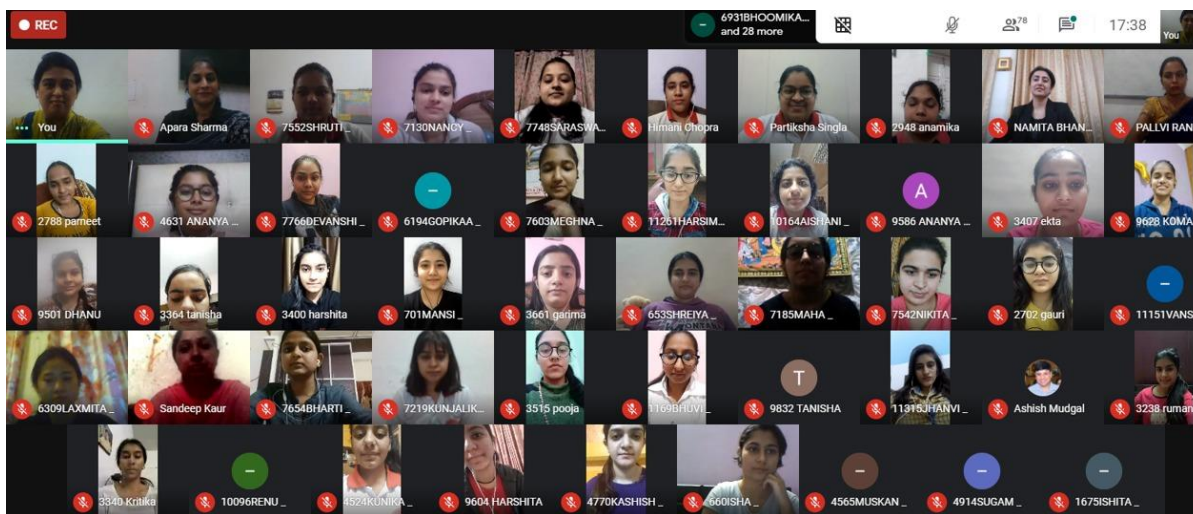 REC
6931BHOOMIKA...
and 28 more
78
17:38
You
... You
Apara Sharma
7552SHRUTI _
7130NANCY _
7748SARASWA...
Himani Chopra
Partiksha Singla
2948 anamika
NAMITA BHAN...
PALLVI RAN
2788 parneet
4631 ANANYA _
7766DEVANSHI _
6194GOPIKAA _
7603MEGHNA _
11261HARSIM...
10164AISHANI _
A
9586 ANANYA _
3407 ekta
9628 KOMA
9501 DHANU
3364 tanisha
3400 harshita
701MANSI _
3661 garima
653SHREIYA _
7185MAHA _
7542NIKITA _
2702 gauri
11151VANS
6309LAXMITA _
Sandeep Kaur
7654BHARTI _
7219KUNJALIK...
3515 pooja
1169BHUVI _
T
9832 TANISHA
11315JHANVI _
Ashish Mudgal
3238 ruman
3340 Kritika
10096RENU _
4524KUNIKA _
9604 HARSHITA
4770KASHISH _
660ISHA _
4565MUSKAN _
4914SUGAM _
1675ISHITA _